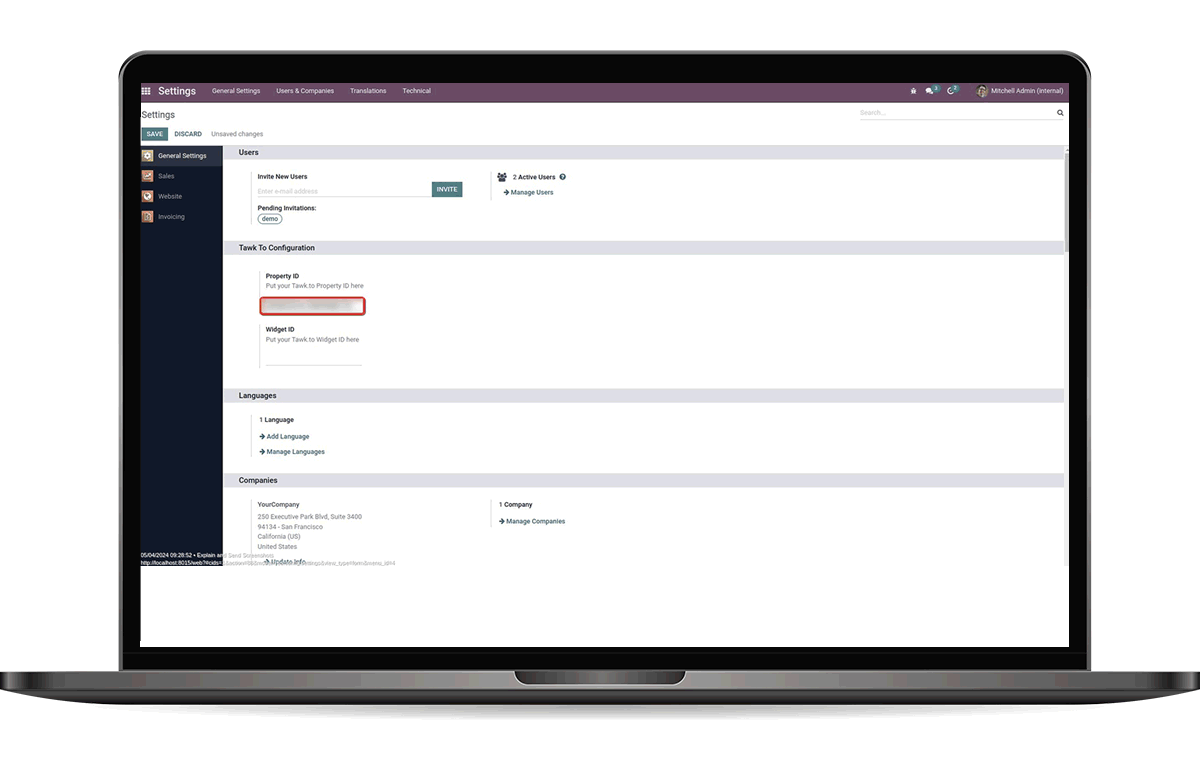 Settings General Settings Users & Companies Translations Technical 3 2 Mitchell Admin (internal)
Settings
Search...
SAVE DISCARD Unsaved changes
General Settings
Sales
Website
Invoicing
Users
Invite New Users
Enter e-mail address
INVITE
Pending Invitations:
demo
2 Active Users ?
Manage Users
Tawk To Configuration
Property ID
Put your Tawk.to Property ID here
Widget ID
Put your Tawk.to Widget ID here
Languages
1 Language
Add Language
Manage Languages
Companies
YourCompany
250 Executive Park Blvd, Suite 3400
94134 - San Francisco
California (US)
United States
Update Info
1 Company
Manage Companies
05/04/2024 09:28:52 • Explain and Send Screenshots
http://localhost:8015/web?#cids=